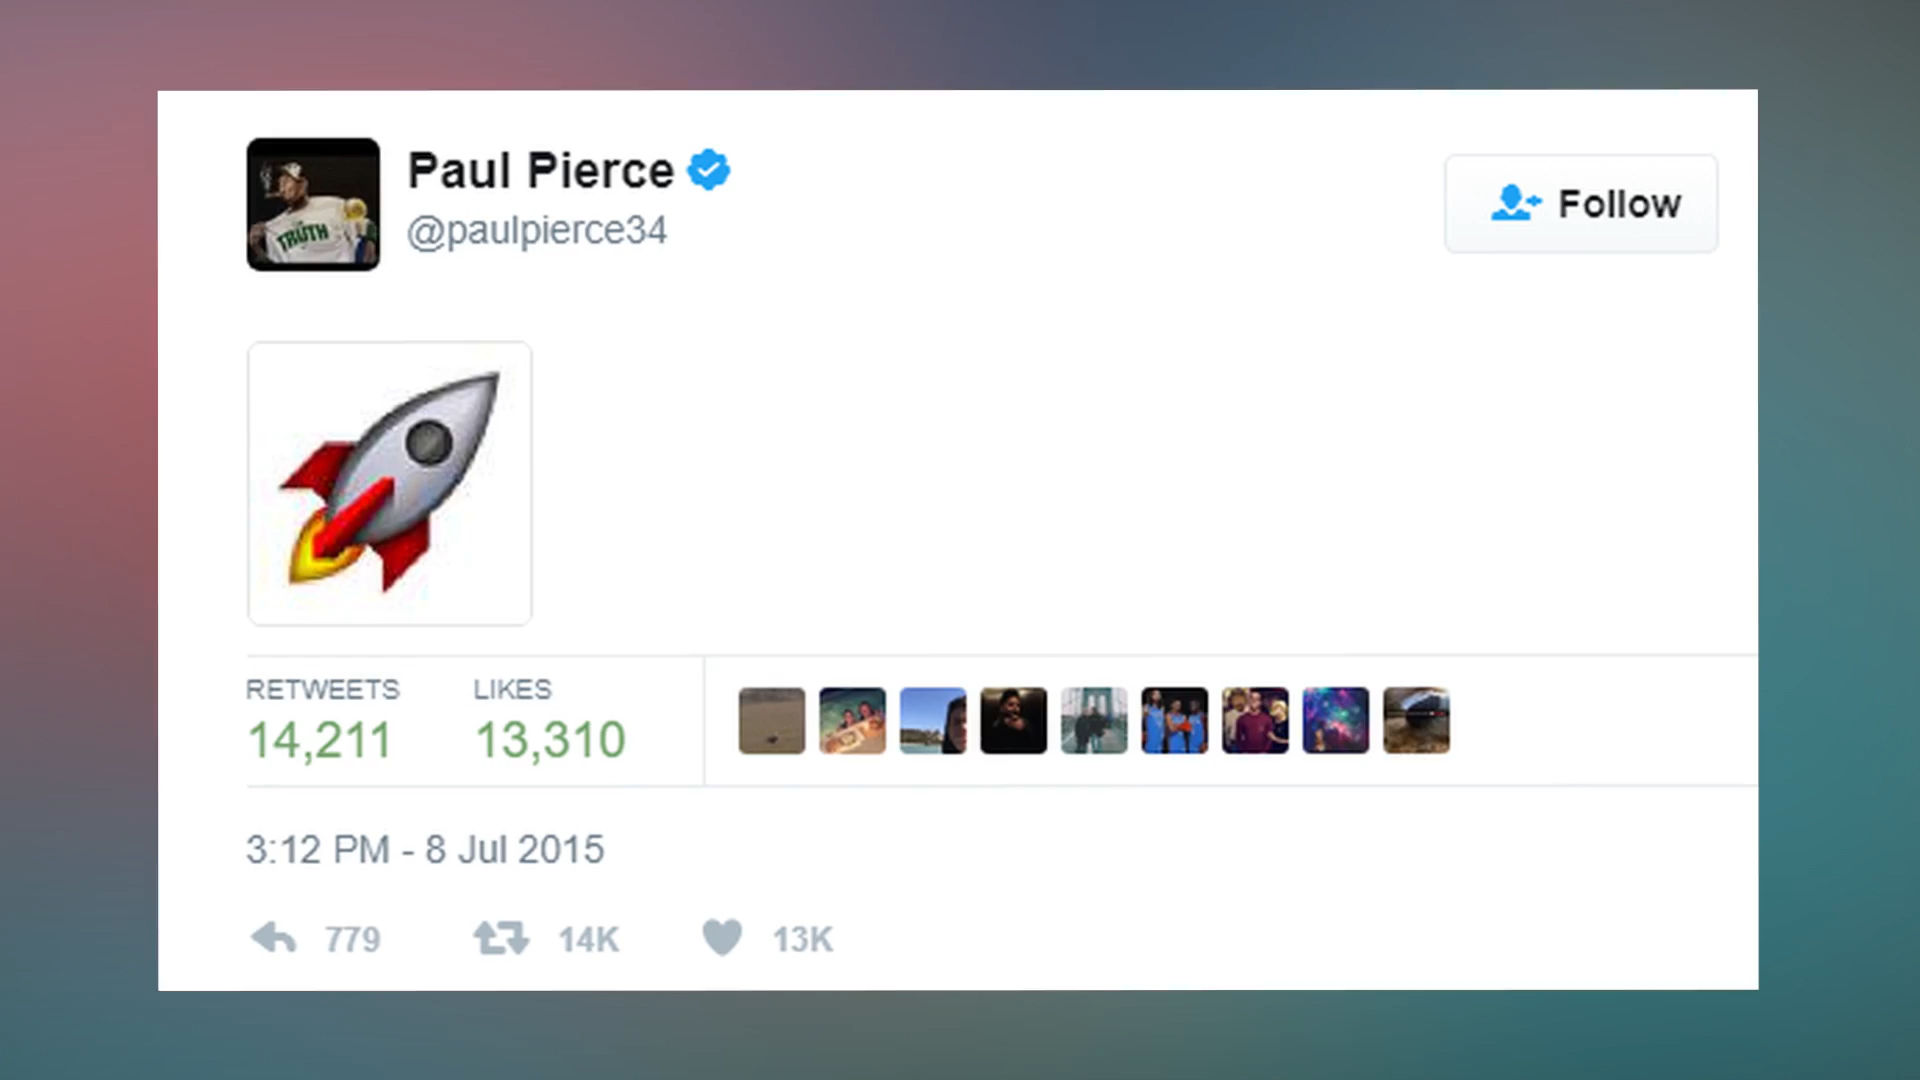 Paul Pierce
@paulpierce34
Follow
TRUTH
RETWEETS
LIKES
14,211
13,310
3:12 PM - 8 Jul 2015
779
14K
13K